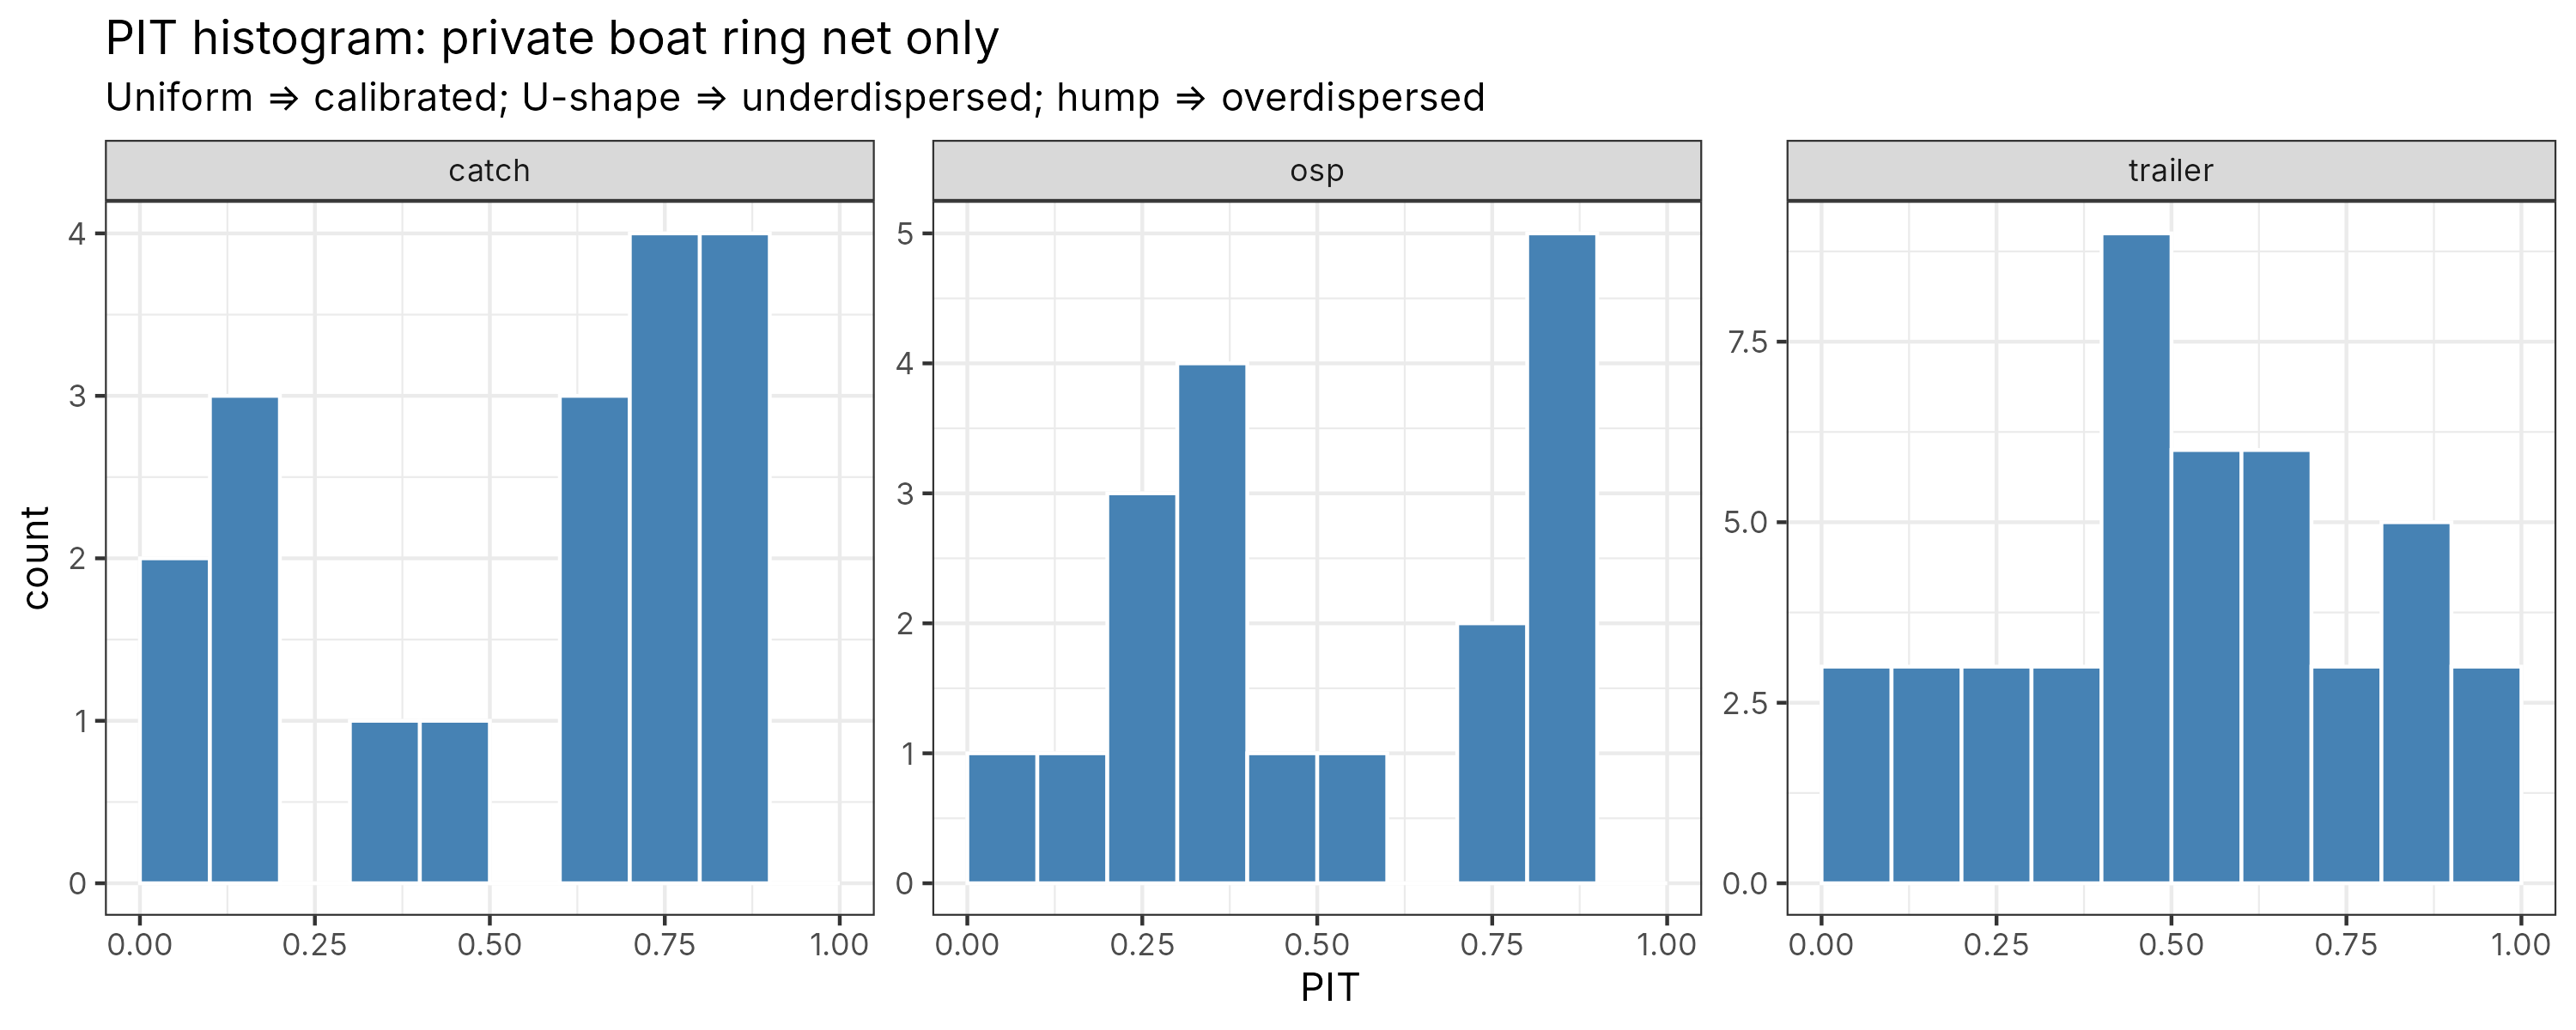 PIT histogram: private boat ring net only
Uniform ⇒ calibrated; U-shape ⇒ underdispersed; hump ⇒ overdispersed
catch
osp
trailer
count
4
3
2
1
0
5
4
3
2
1
0
7.5
5.0
2.5
0.0
0.00 0.25 0.50 0.75 1.00
0.00 0.25 0.50 0.75 1.00
0.00 0.25 0.50 0.75 1.00
PIT